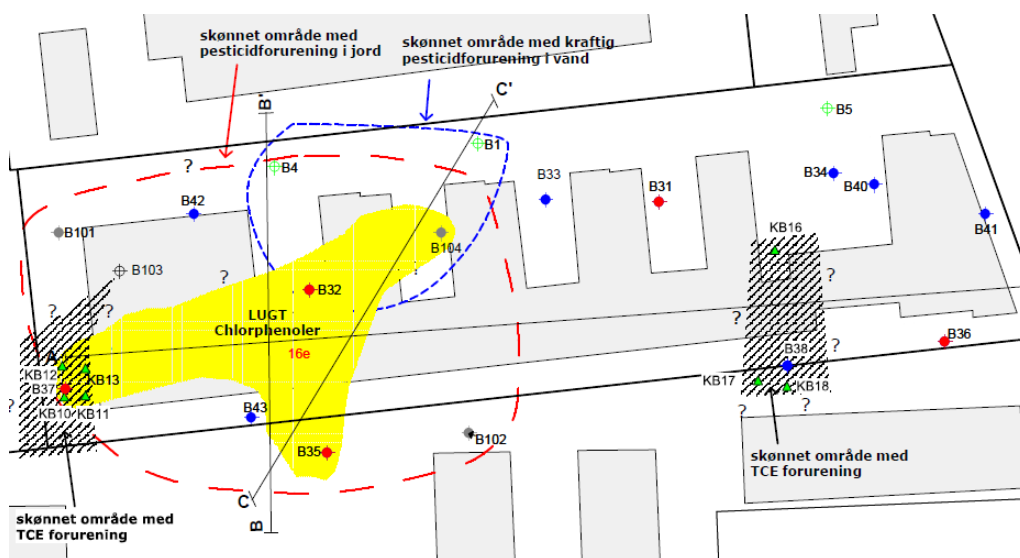 skønnet område med
pesticidforurening i jord
skønnet område med kraftig
pesticidforurening i vand
B'
C'
B5
B1
?
B4
B34
B40
B33
B31
B42
B41
B101
B104
KB16
B103
?
?
?
?
?
B32
LUGT
Chlorphenoler
?
16e
B36
?
A
B38
KB12
KB13
B37
KB17
KB18
?
KB10
KB11
B43
?
?
B102
B35
skønnet område med
TCE forurening
C
skønnet område med
TCE forurening
B